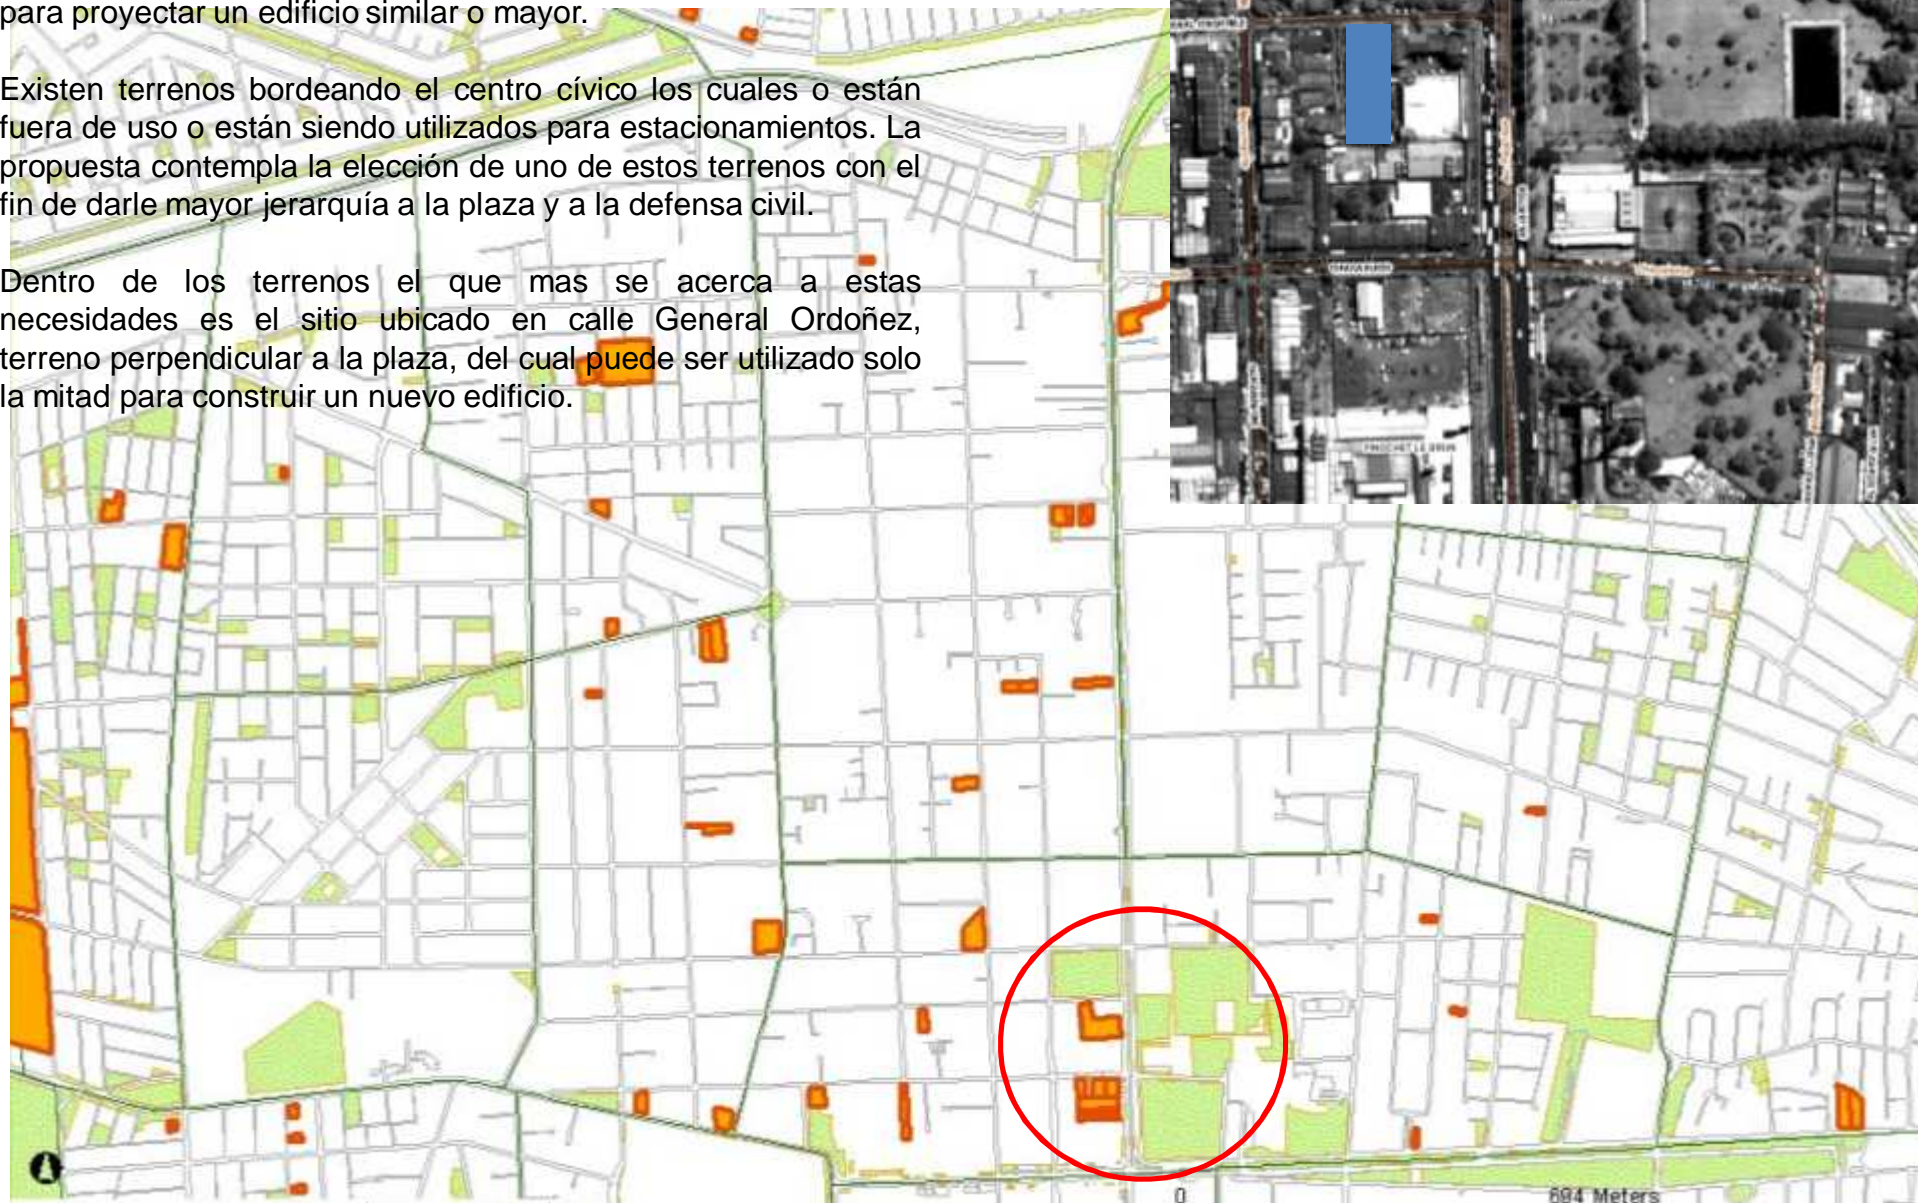 para proyectar un edificio similar o mayor.
Existen terrenos bordeando el centro cívico los cuales o están
fuera de uso o están siendo utilizados para estacionamientos. La
propuesta contempla la elección de uno de estos terrenos con el
fin de darle mayor jerarquía a la plaza y a la defensa civil.
Dentro de los terrenos el que mas se acerca a estas
necesidades es el sitio ubicado en calle General Ordoñez,
terreno perpendicular a la plaza, del cual puede ser utilizado solo
la mitad para construir un nuevo edificio.
PINOCHET LE BRUN
0
694 Meters